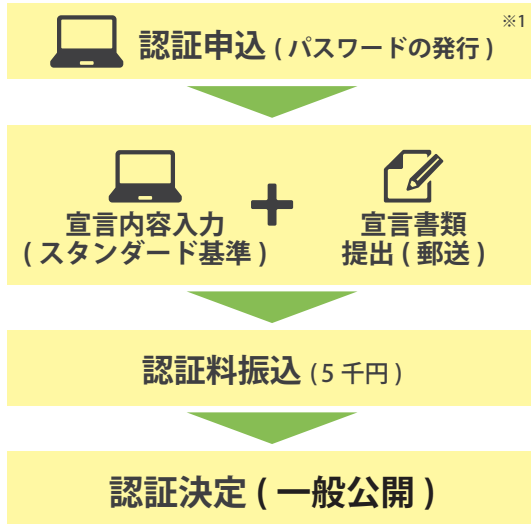 ※1
認証申込 ( パスワードの発行 )
宣言内容入力
( スタンダード基準 )
+
宣言書類
提出 ( 郵送 )
認証料振込 ( 5 千円 )
認証決定 ( 一般公開 )